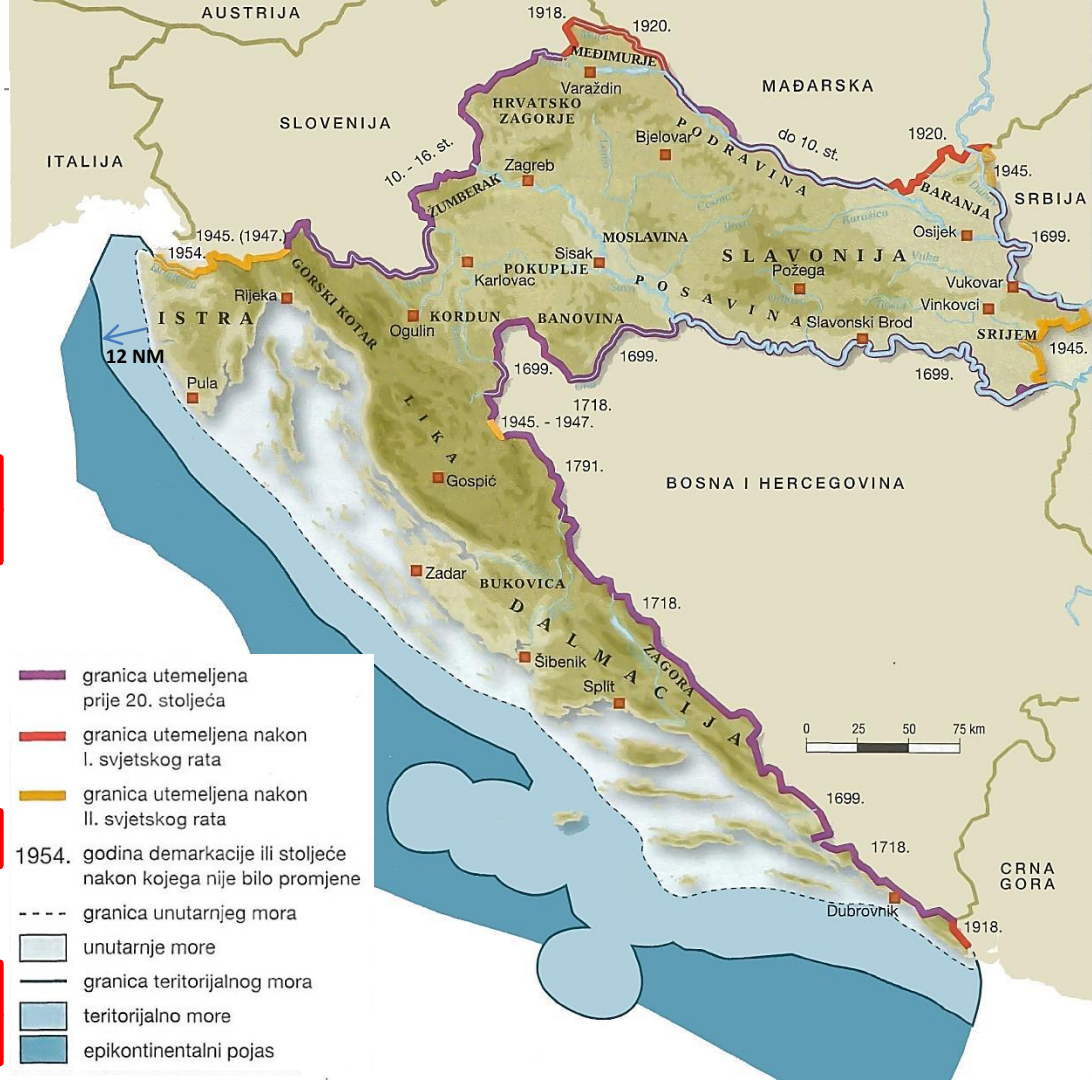 AUSTRIJA
1918.
1920.
MEĐIMURJE
Varaždin
MAĐARSKA
HRVATSKO
ZAGORJE
SLOVENIJA
PODRAVINA
Bjelovar
do 10. st.
1920.
ITALIJA
10. - 16. st.
Zagreb
1945.
SRBIJA
ŽUMBERAK
BARANJA
Karašica
1945. (1947.)
1954.
MOSLAVINA
Osijek
1699.
SLAVONIJA
Vuka
Sisak
POKUPLJE
Karlovac
Požega
Sava
POSAVINA
Vukovar
Rijeka
GORSKI KOTAR
Vinkovci
ISTRA
Ogulin
KORDUN
BANOVINA
Slavonski Brod
SRIJEM
1945.
12 NM
1699.
1699.
1699.
Pula
1718.
1945. - 1947.
LIKA
1791.
Gospić
BOSNA I HERCEGOVINA
Zadar
BUKOVICA
1718.
DALMACIJA
ZAGORA
Šibenik
Split
0 25 50 75 km
1699.
1718.
CRNA
GORA
Dubrovnik
1918.
granica utemeljena
prije 20. stoljeća
granica utemeljena nakon
I. svjetskog rata
granica utemeljena nakon
II. svjetskog rata
1954. godina demarkacije ili stoljeće
nakon kojega nije bilo promjene
granica unutarnjeg mora
unutarnje more
granica teritorijalnog mora
teritorijalno more
epikontinentalni pojas